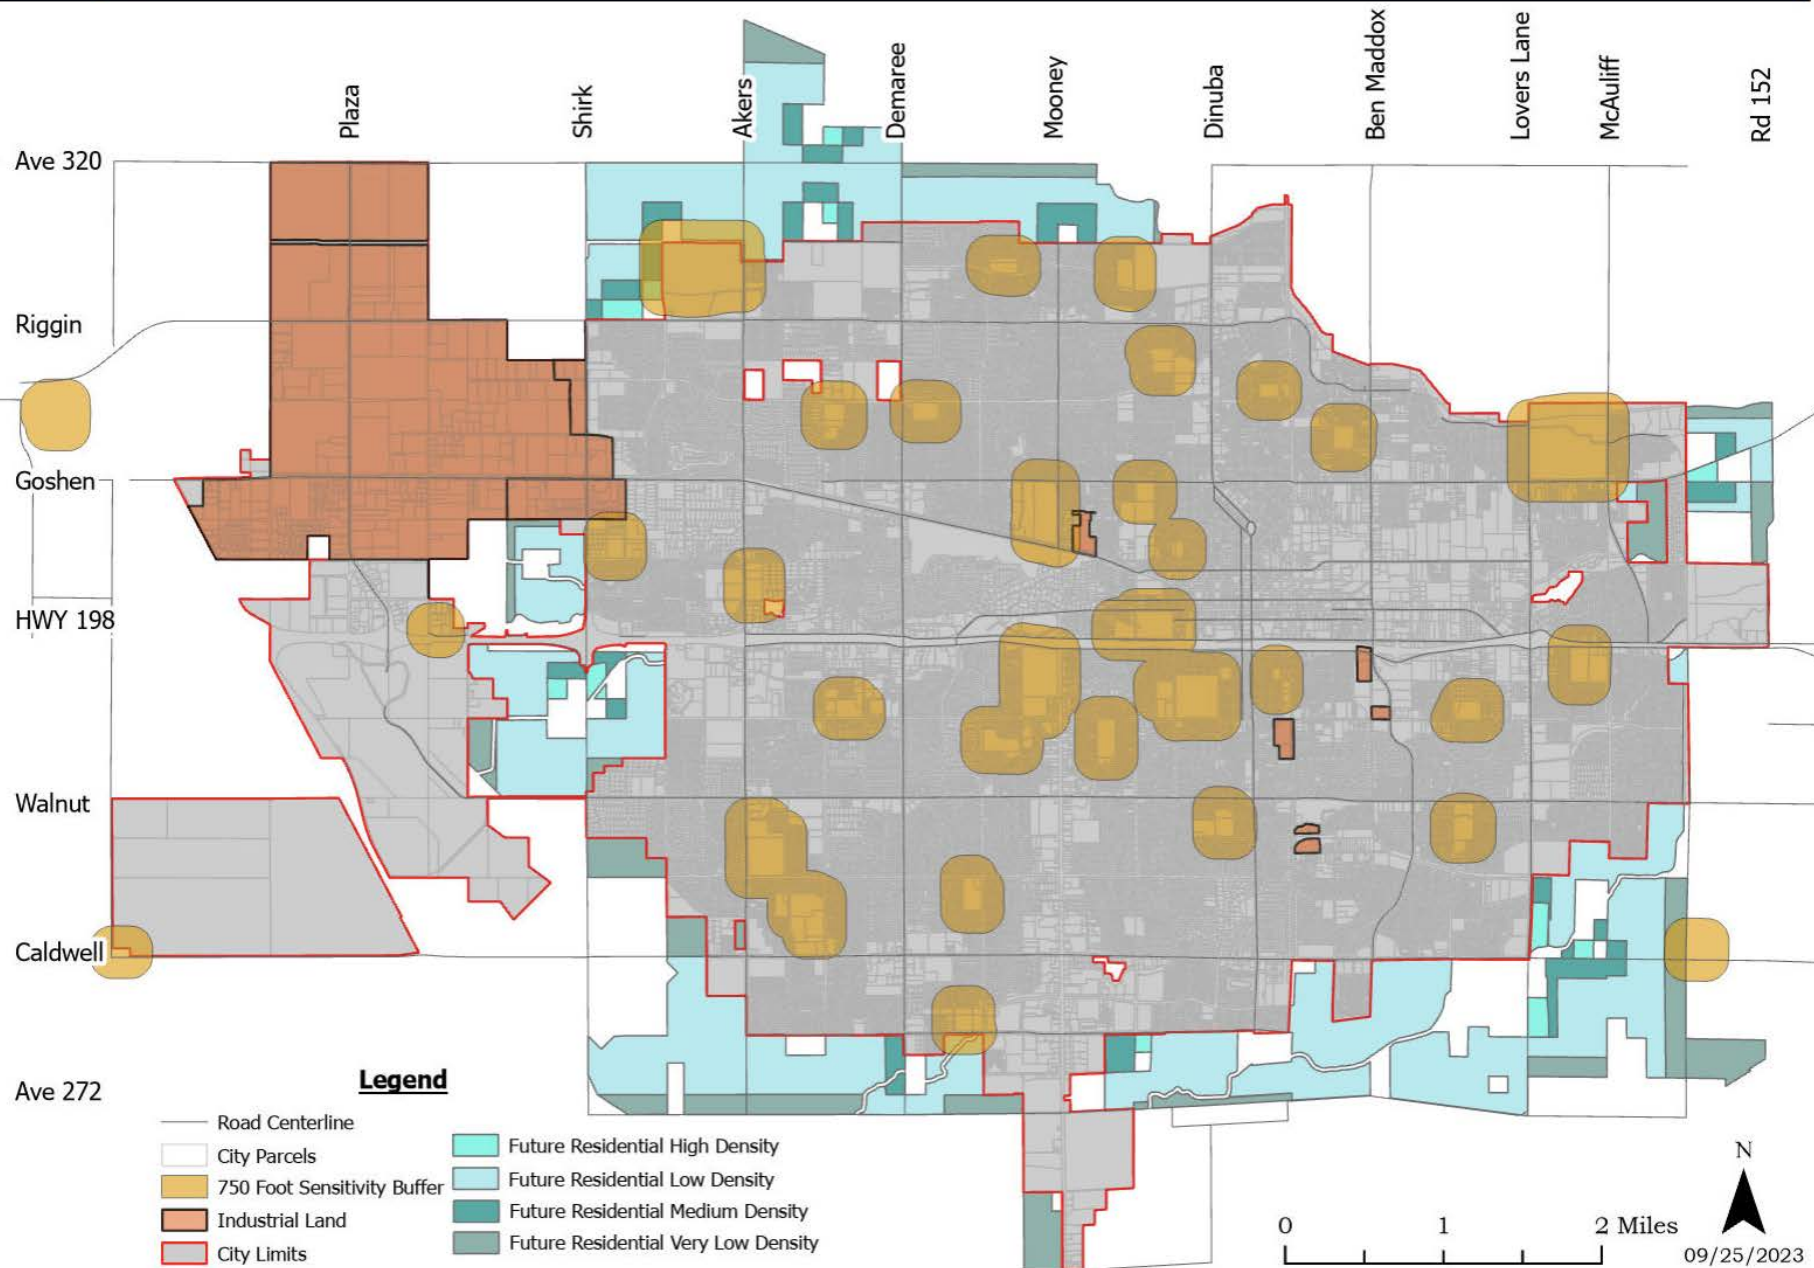 Plaza
Shirk
Akers
Demaree
Mooney
Dinuba
Ben Maddox
Lovers Lane
McAuliff
Rd 152
Ave 320
Riggin
Goshen
HWY 198
Walnut
Caldwell
Ave 272
Legend
Road Centerline
City Parcels
750 Foot Sensitivity Buffer
Industrial Land
City Limits
Future Residential High Density
Future Residential Low Density
Future Residential Medium Density
Future Residential Very Low Density
0 1 2 Miles
N
09/25/2023